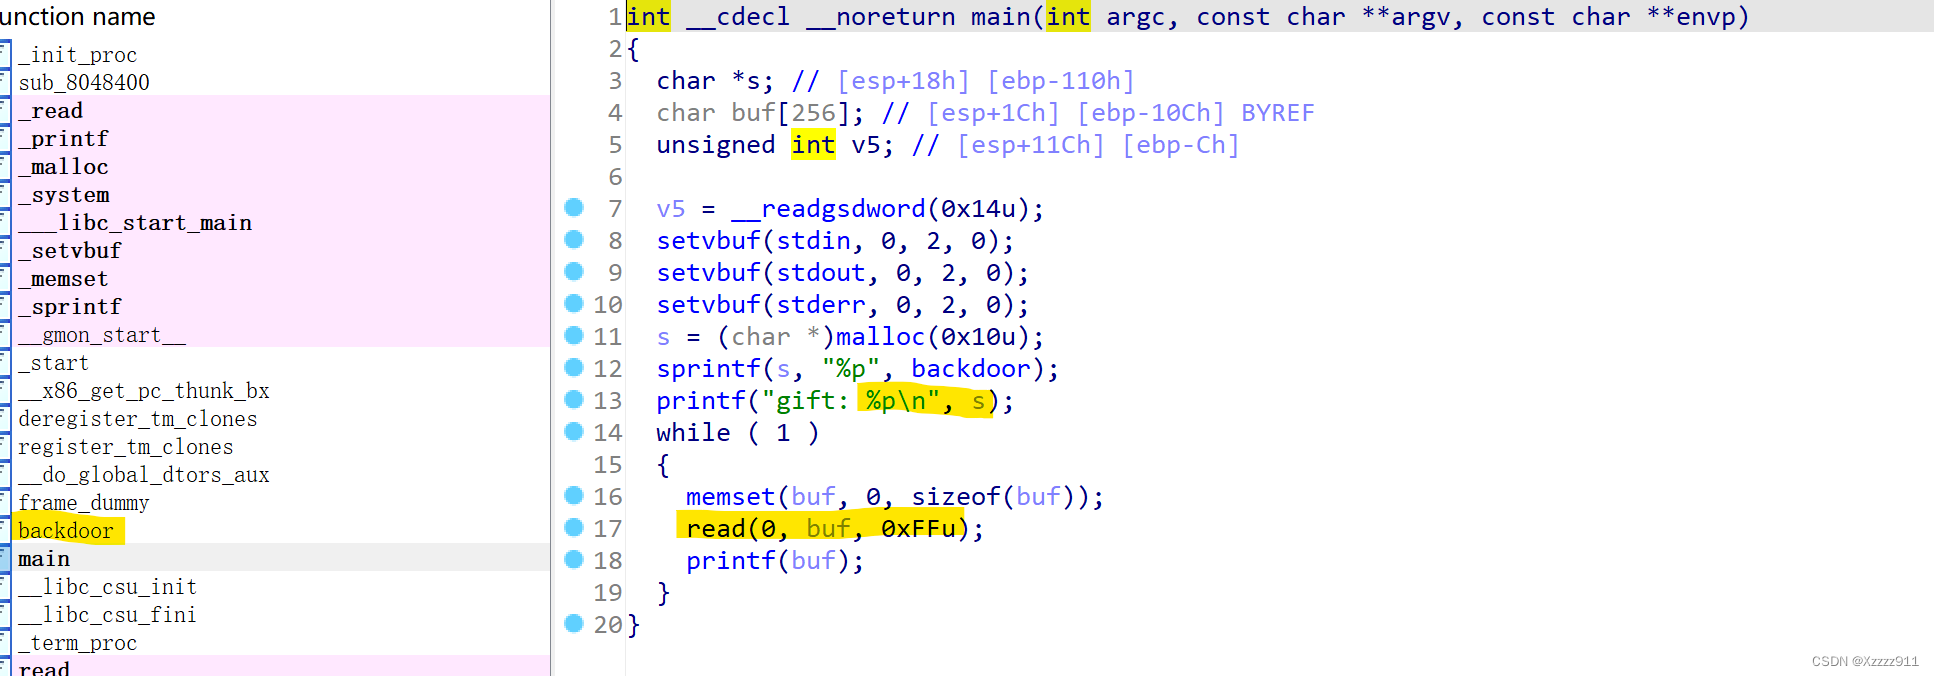 unction name
_init_proc
sub_8048400
_read
_printf
_malloc
_system
___libc_start_main
_setvbuf
_memset
_sprintf
__gmon_start__
_start
__x86_get_pc_thunk_bx
deregister_tm_clones
register_tm_clones
__do_global_dtors_aux
frame_dummy
backdoor
main
__libc_csu_init
__libc_csu_fini
_term_proc
read
1 int __cdecl __noreturn main(int argc, const char **argv, const char **envp)
2 {
3   char *s; // [esp+18h] [ebp-110h]
4   char buf[256]; // [esp+1Ch] [ebp-10Ch] BYREF
5   unsigned int v5; // [esp+11Ch] [ebp-Ch]
6
7   v5 = __readgsdword(0x14u);
8   setvbuf(stdin, 0, 2, 0);
9   setvbuf(stdout, 0, 2, 0);
10   setvbuf(stderr, 0, 2, 0);
11   s = (char *)malloc(0x10u);
12   sprintf(s, "%p", backdoor);
13   printf("gift: %p\n", s);
14   while ( 1 )
15   {
16     memset(buf, 0, sizeof(buf));
17     read(0, buf, 0xFFu);
18     printf(buf);
19   }
20 }
CSDN @Xzzzz911